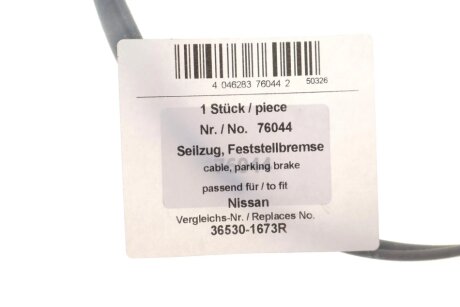 4 046283 76044 2 50326
1 Stück / piece
Nr. / No. 76044
Seilzug, Feststellbremse
cable, parking brake
76044
passend für / to fit
Nissan
Vergleichs-Nr. / Replaces No.
36530-1673R